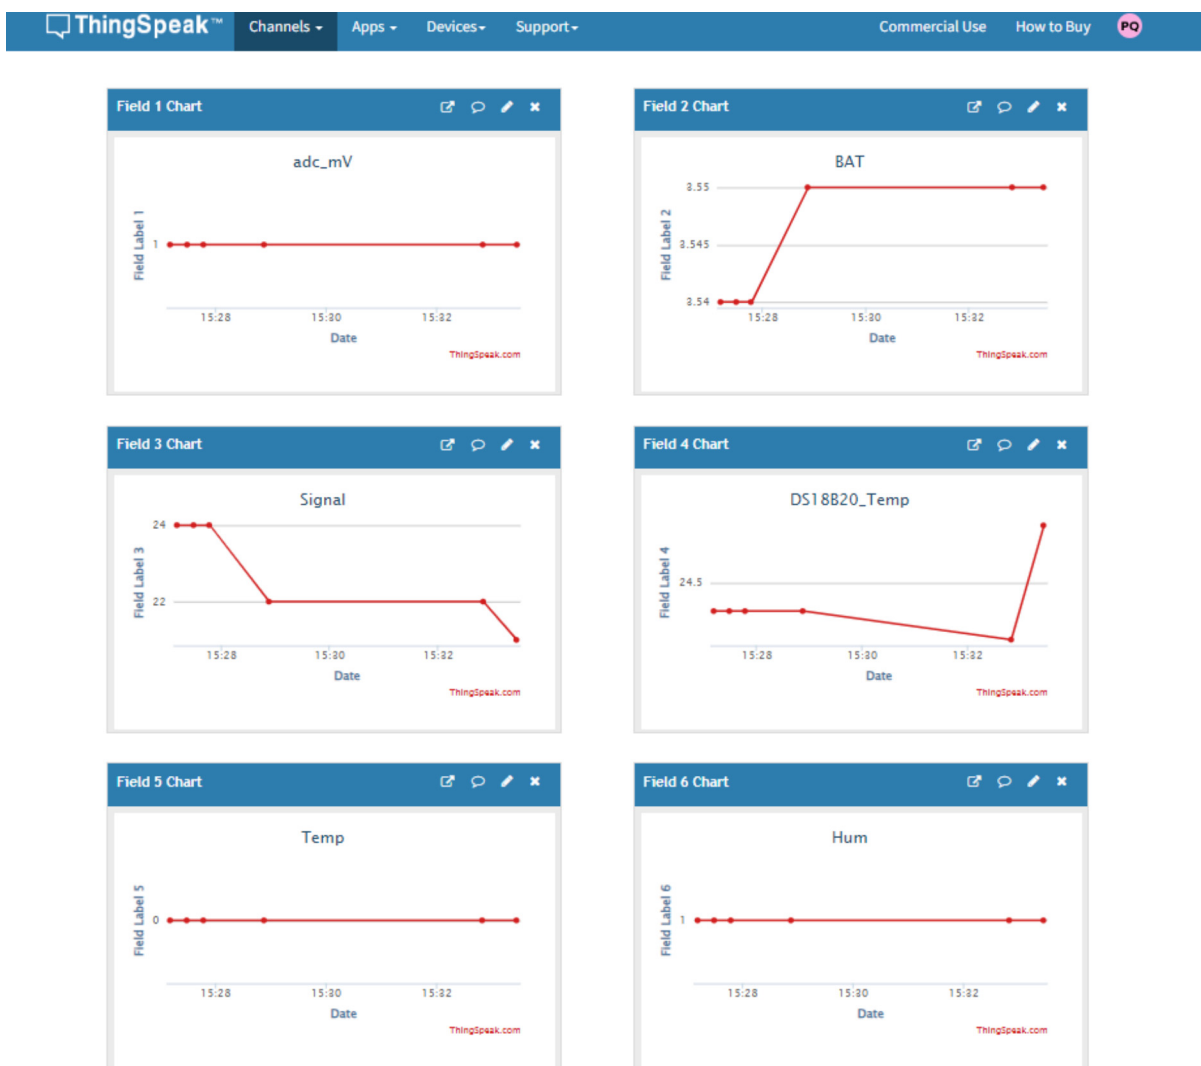 ThingSpeak™ Channels Apps Devices Support Commercial Use How to Buy PQ
Field 1 Chart
adc_mV
Field Label 1
1
15:28 15:30 15:32
Date
ThingSpeak.com
Field 2 Chart
BAT
Field Label 2
3.55
3.545
3.54
15:28 15:30 15:32
Date
ThingSpeak.com
Field 3 Chart
Signal
Field Label 3
24
22
15:28 15:30 15:32
Date
ThingSpeak.com
Field 4 Chart
DS18B20_Temp
Field Label 4
24.5
15:28 15:30 15:32
Date
ThingSpeak.com
Field 5 Chart
Temp
Field Label 5
0
15:28 15:30 15:32
Date
ThingSpeak.com
Field 6 Chart
Hum
Field Label 6
1
15:28 15:30 15:32
Date
ThingSpeak.com